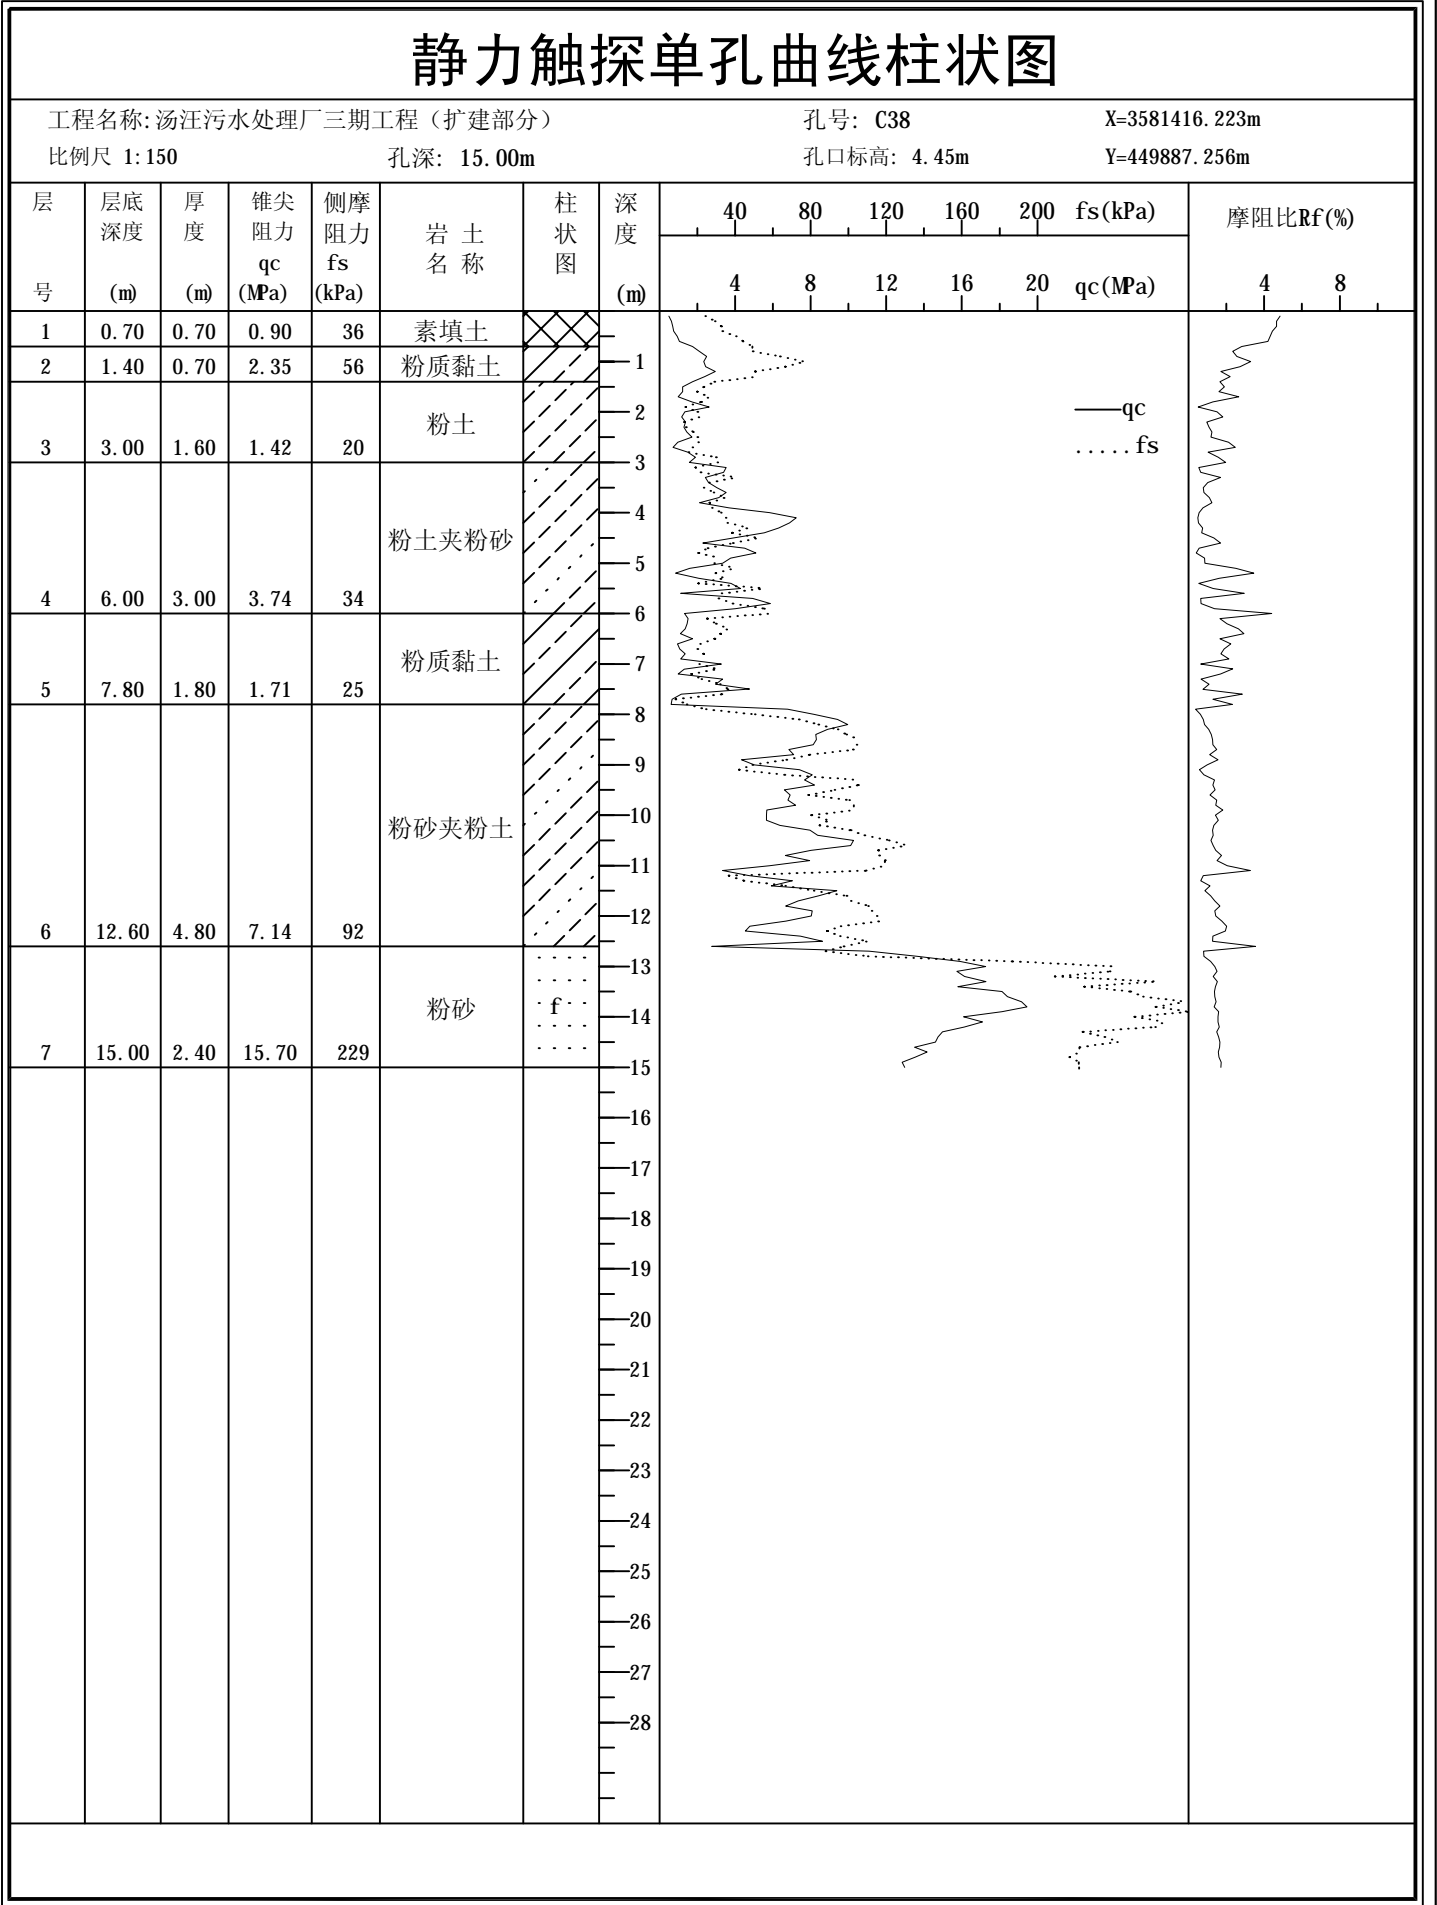 静力触探单孔曲线柱状图
工程名称:汤汪污水处理厂三期工程（扩建部分） 孔号: C38 X=3581416.223m
比例尺 1:150 孔深: 15.00m 孔口标高: 4.45m Y=449887.256m
层号 层底深度(m) 厚度(m) 锥尖阻力qc(MPa) 侧摩阻力fs(kPa) 岩土名称 柱状图 深度(m)
40 80 120 160 200 fs(kPa)
4 8 12 16 20 qc(MPa)
摩阻比Rf(%)
4 8
1 0.70 0.70 0.90 36 素填土
2 1.40 0.70 2.35 56 粉质黏土
3 3.00 1.60 1.42 20 粉土
4 6.00 3.00 3.74 34 粉土夹粉砂
5 7.80 1.80 1.71 25 粉质黏土
6 12.60 4.80 7.14 92 粉砂夹粉土
7 15.00 2.40 15.70 229 粉砂
f
1
2
3
4
5
6
7
8
9
10
11
12
13
14
15
16
17
18
19
20
21
22
23
24
25
26
27
28
qc
fs